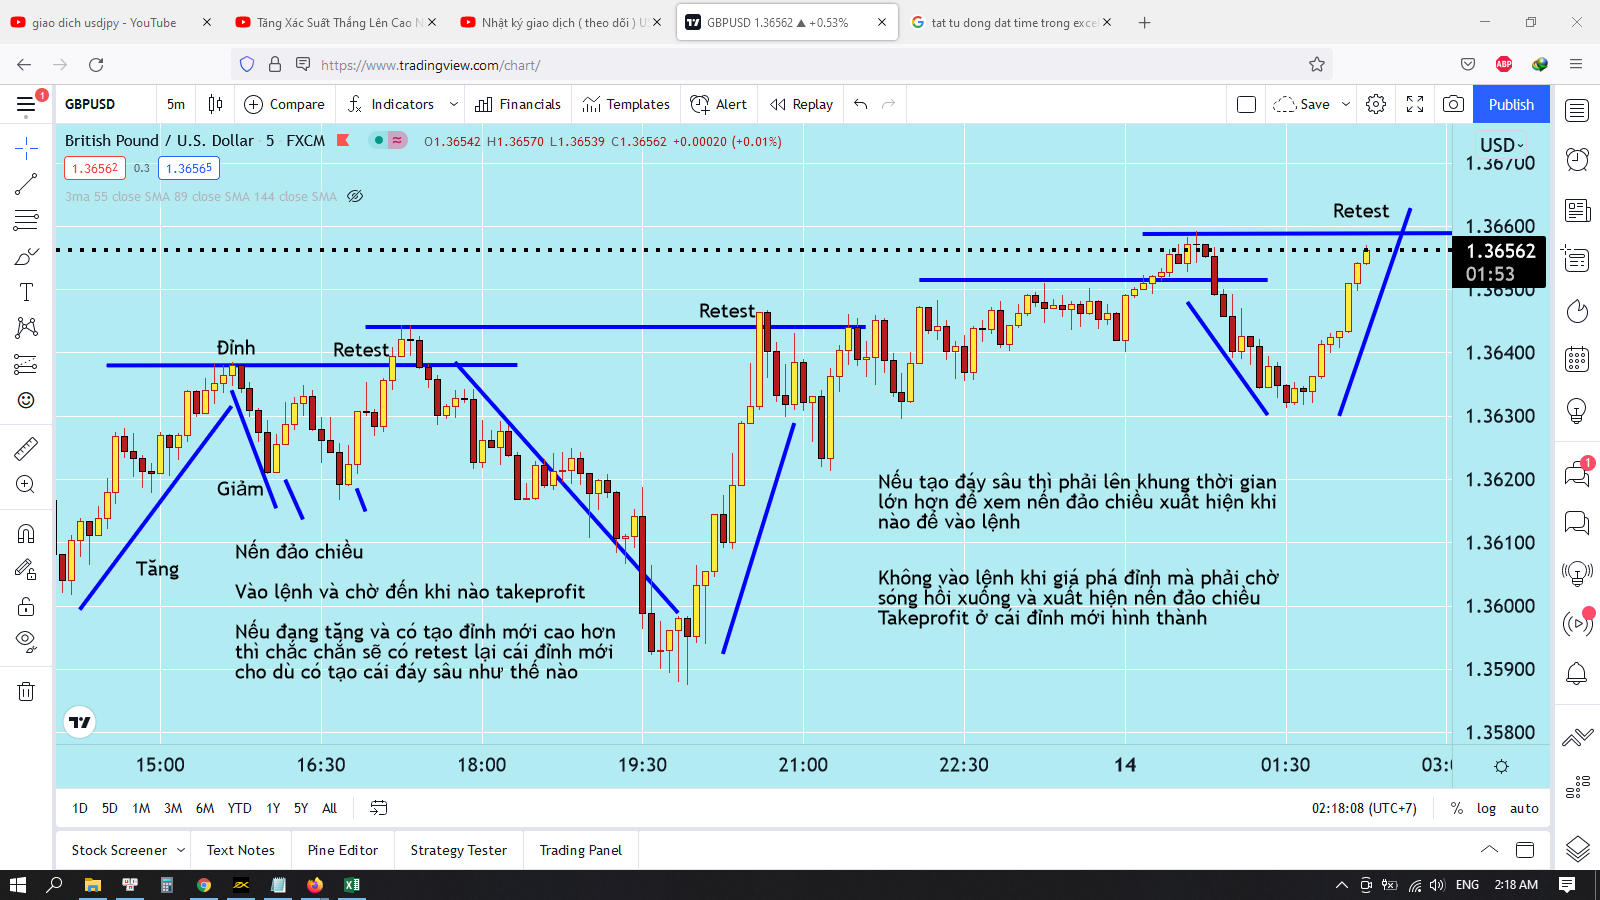 giao dich usdjpy - YouTube
Tăng Xác Suất Thắng Lên Cao N
Nhật ký giao dịch ( theo dõi ) U
GBPUSD 1.36562 ▲ +0.53%
tat tu dong dat time trong exce
https://www.tradingview.com/chart/
ABP
1
GBPUSD
5m
Compare
Indicators
Financials
Templates
Alert
Replay
Save
Publish
British Pound / U.S. Dollar · 5 · FXCM
O1.36542 H1.36570 L1.36539 C1.36562 +0.00020 (+0.01%)
1.36562
0.3
1.36565
3ma 55 close SMA 89 close SMA 144 close SMA
USD
1.36700
1.36600
1.36562
01:53
1.36500
1.36400
1.36300
1.36200
1.36100
1.36000
1.35900
1.35800
Retest
Retest
Đỉnh
Retest
Giảm
Tăng
Nến đảo chiều
Vào lệnh và chờ đến khi nào takeprofit
Nếu đang tăng và có tạo đỉnh mới cao hơn
thì chắc chắn sẽ có retest lại cái đỉnh mới
cho dù có tạo cái đáy sâu như thế nào
Nếu tạo đáy sâu thì phải lên khung thời gian
lớn hơn để xem nến đảo chiều xuất hiện khi
nào để vào lệnh
Không vào lệnh khi giá phá đỉnh mà phải chờ
sóng hồi xuống và xuất hiện nến đảo chiều
Takeprofit ở cái đỉnh mới hình thành
1
15:00
16:30
18:00
19:30
21:00
22:30
14
01:30
03:0
1D 5D 1M 3M 6M YTD 1Y 5Y All
02:18:08 (UTC+7)
% log auto
Stock Screener
Text Notes
Pine Editor
Strategy Tester
Trading Panel
ENG
2:18 AM